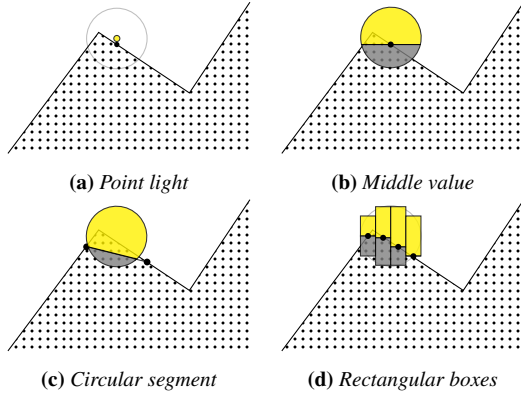 (a) Point light
(b) Middle value
(c) Circular segment
(d) Rectangular boxes